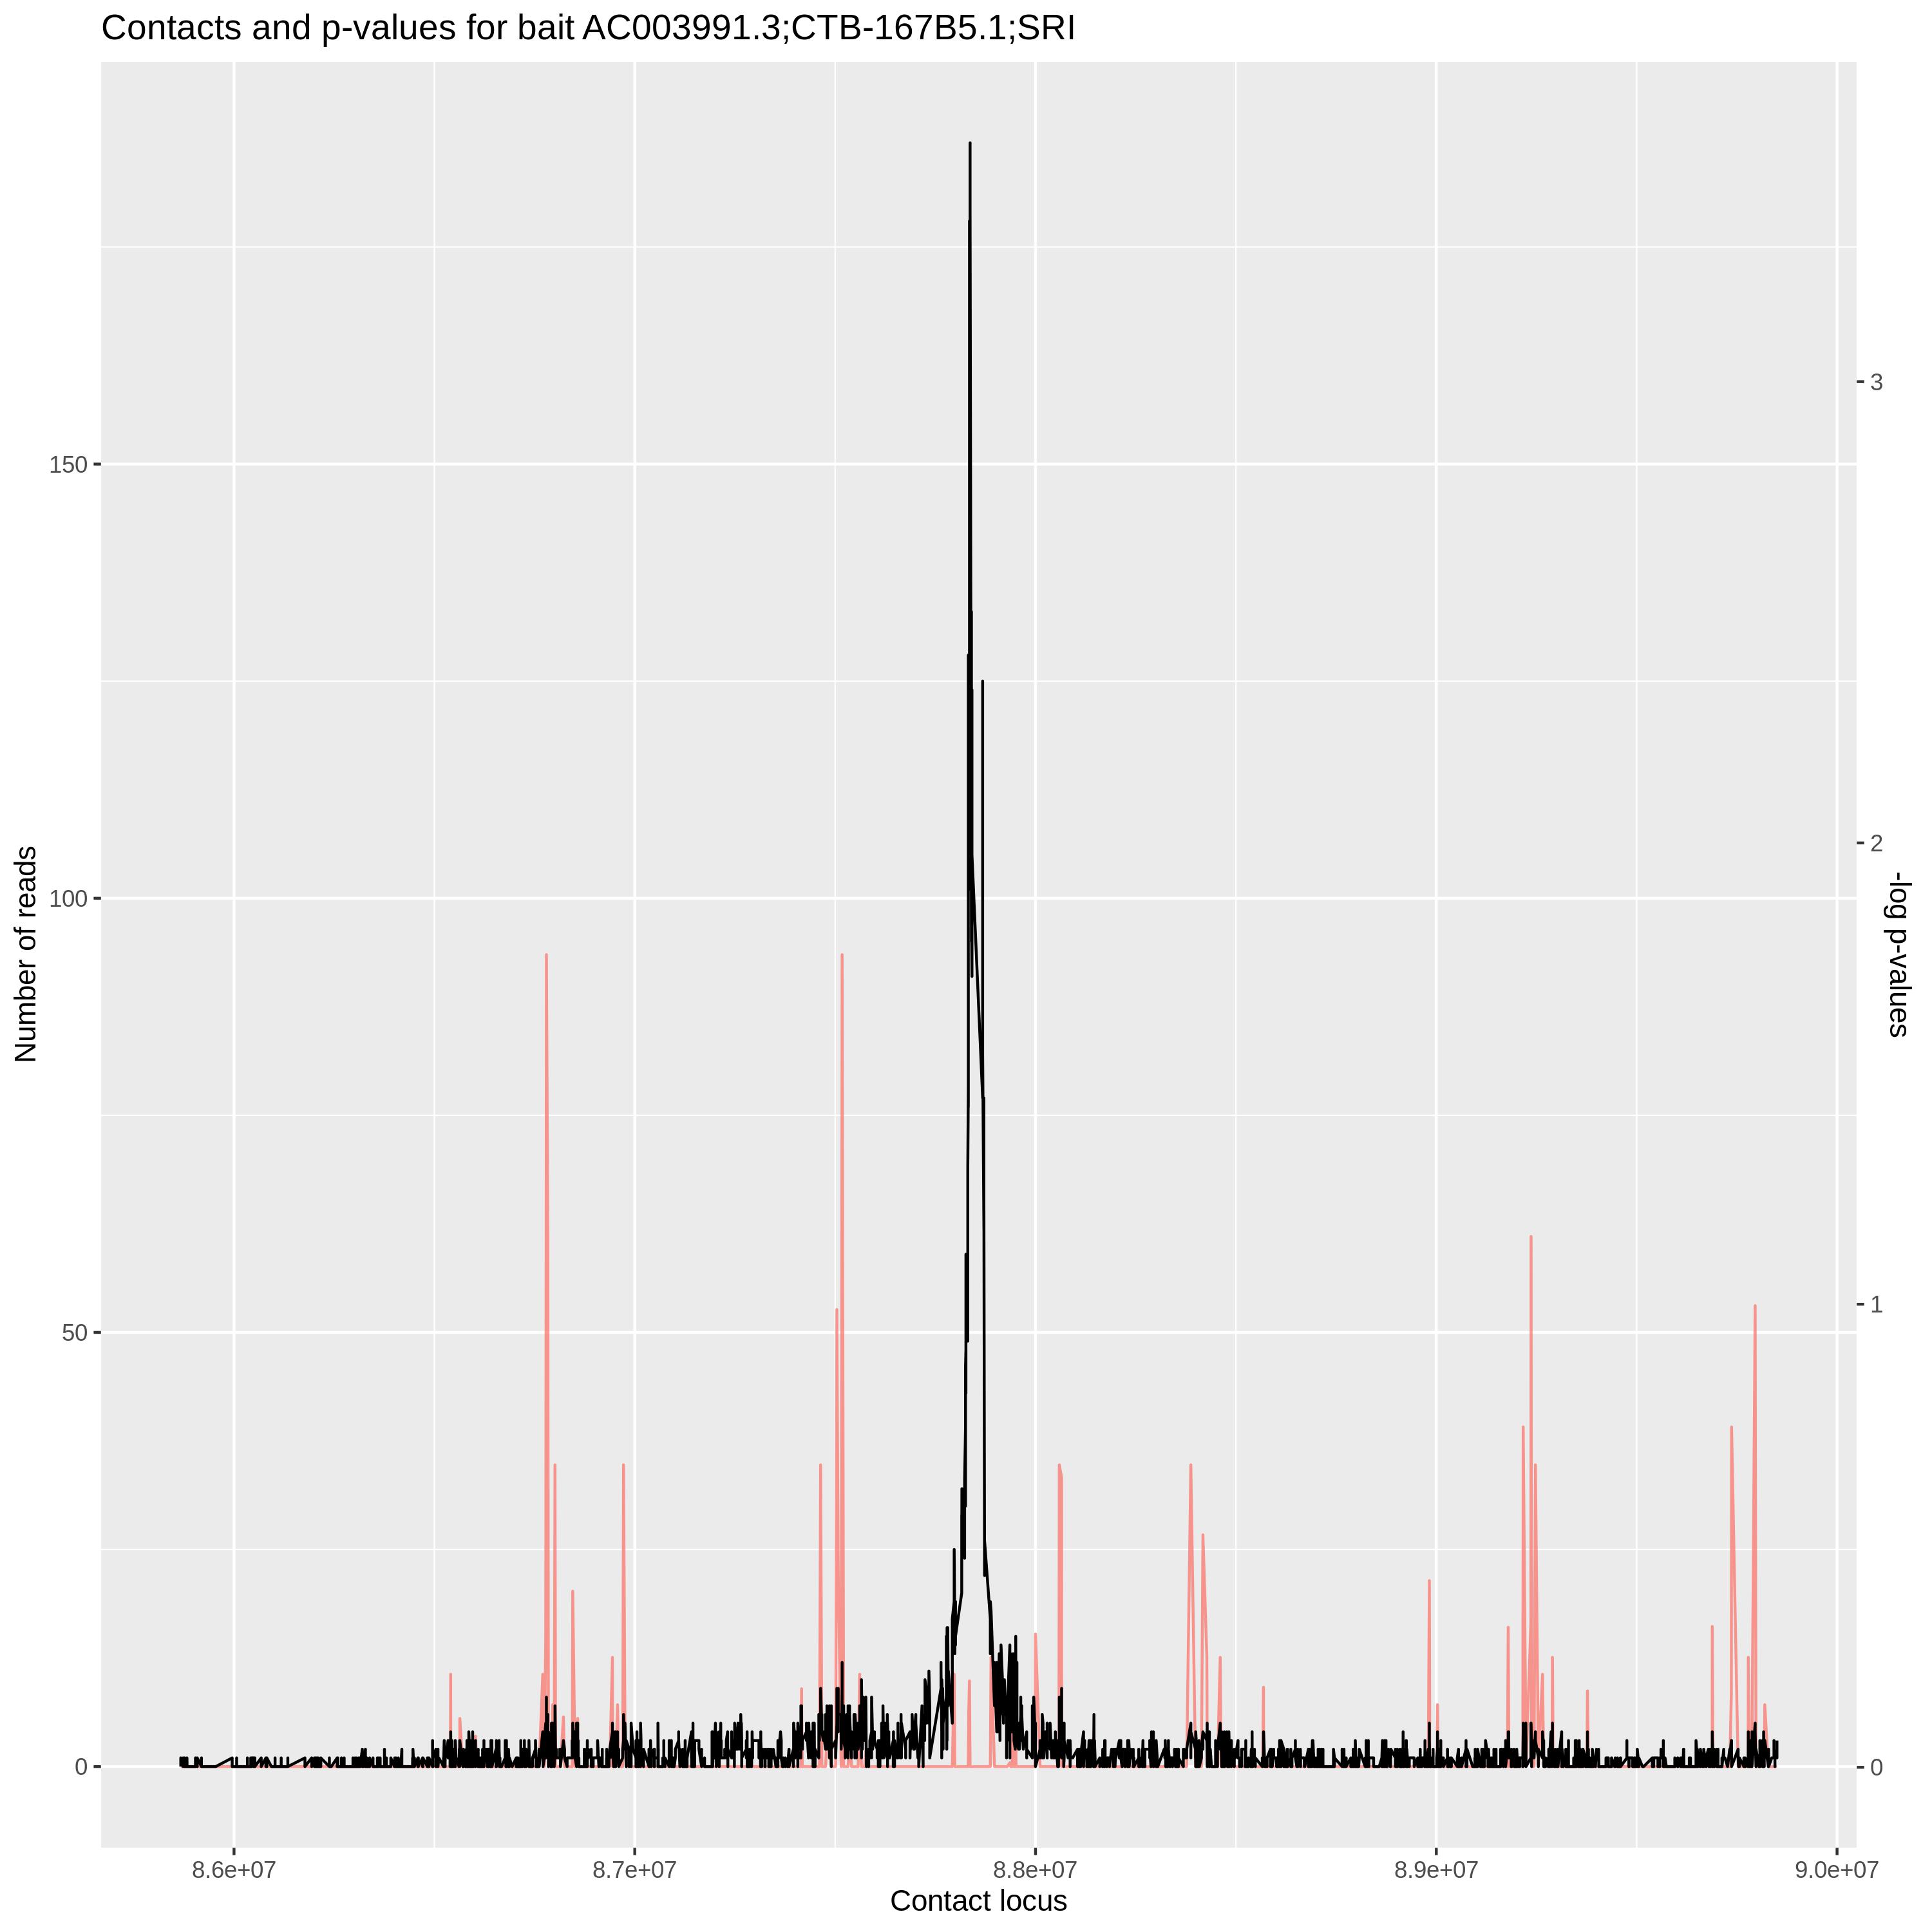 Contacts and p-values for bait AC003991.3;CTB-167B5.1;SRI
Number of reads
150
100
50
0
3
2
1
0
-log p-values
8.6e+07 8.7e+07 8.8e+07 8.9e+07 9.0e+07
Contact locus